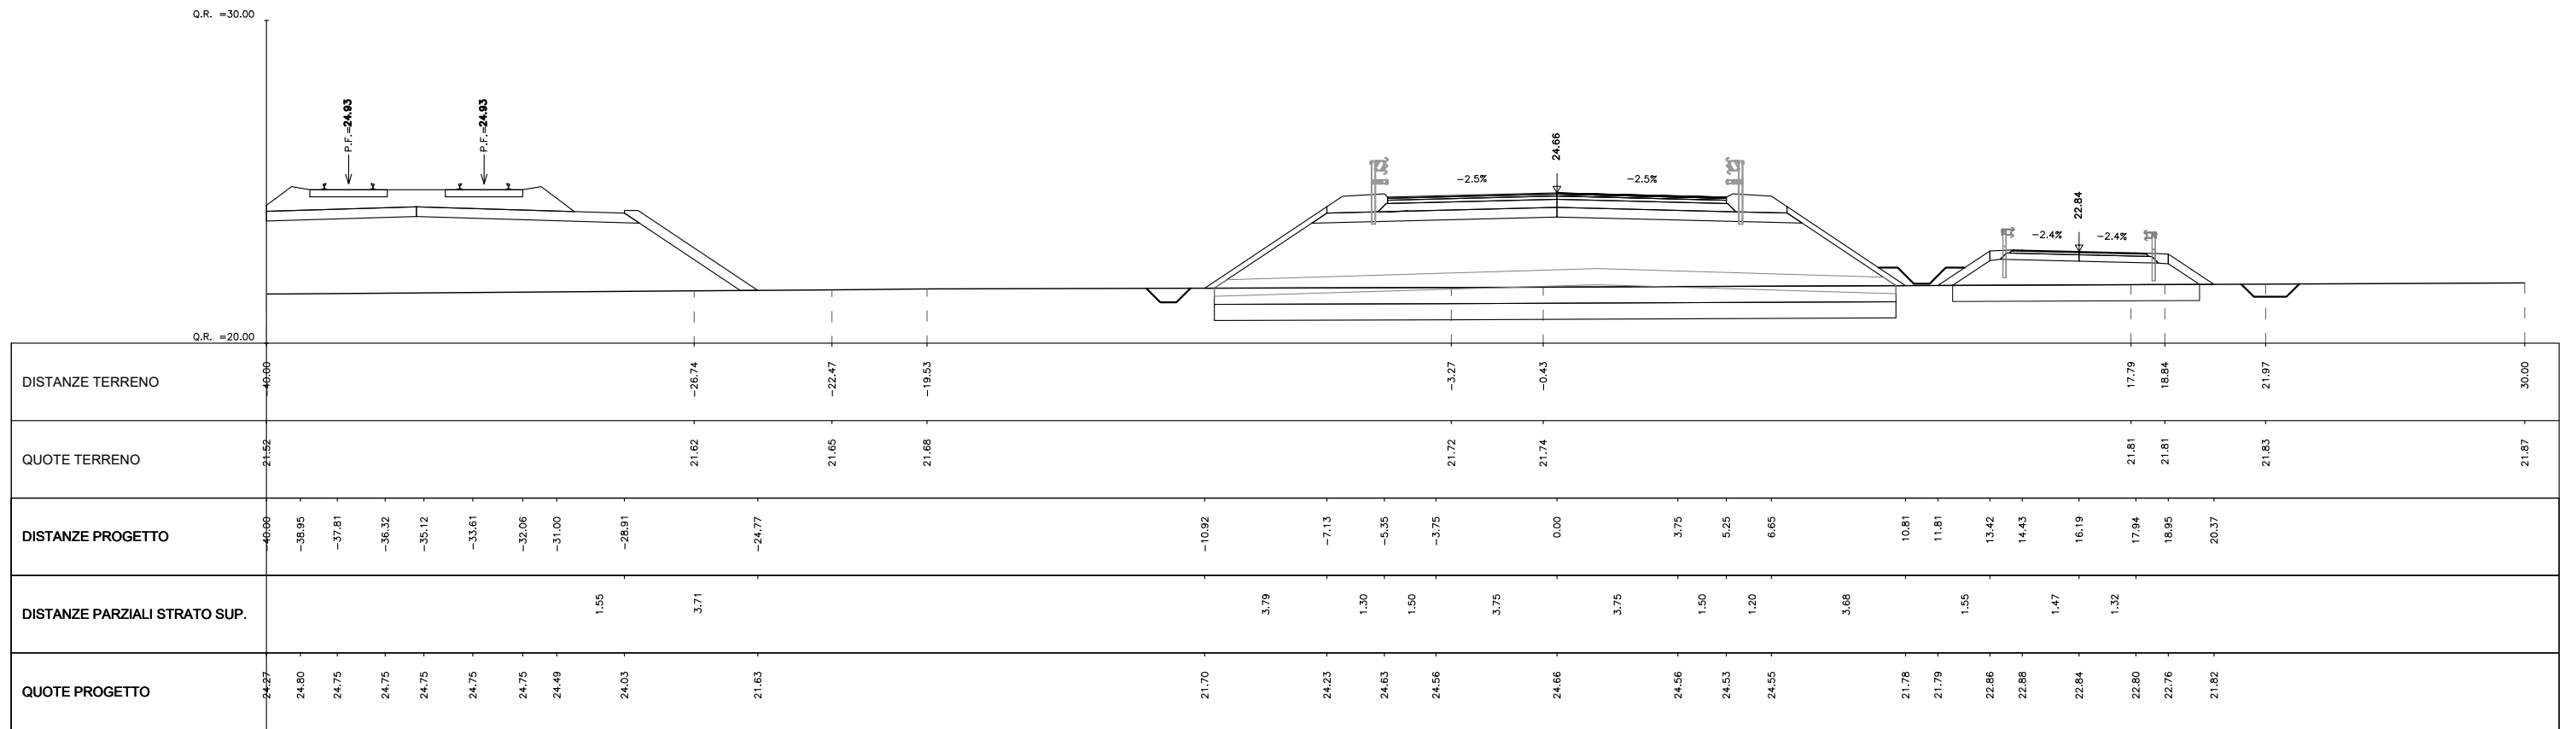 Q.R. =30.00
P.F.=24.93
P.F.=24.93
24.66
-2.5%
-2.5%
22.84
-2.4%
-2.4%
Q.R. =20.00
DISTANZE TERRENO
-40.00 -26.74 -22.47 -19.53 -3.27 -0.43 17.79 18.84 21.97 30.00
QUOTE TERRENO
21.52 21.62 21.65 21.68 21.72 21.74 21.81 21.81 21.83 21.87
DISTANZE PROGETTO
-40.00 -38.95 -37.81 -36.32 -35.12 -33.61 -32.06 -31.00 -28.91 -24.77 -10.92 -7.13 -5.35 -3.75 0.00 3.75 5.25 6.65 10.81 11.81 13.42 14.43 16.19 17.94 18.95 20.37
DISTANZE PARZIALI STRATO SUP.
1.55 3.71 3.79 1.30 1.50 3.75 3.75 1.50 1.20 3.68 1.55 1.47 1.32
QUOTE PROGETTO
24.27 24.80 24.75 24.75 24.75 24.75 24.75 24.49 24.03 21.63 21.70 24.23 24.63 24.56 24.66 24.56 24.53 24.55 21.78 21.79 22.86 22.88 22.84 22.80 22.76 21.82